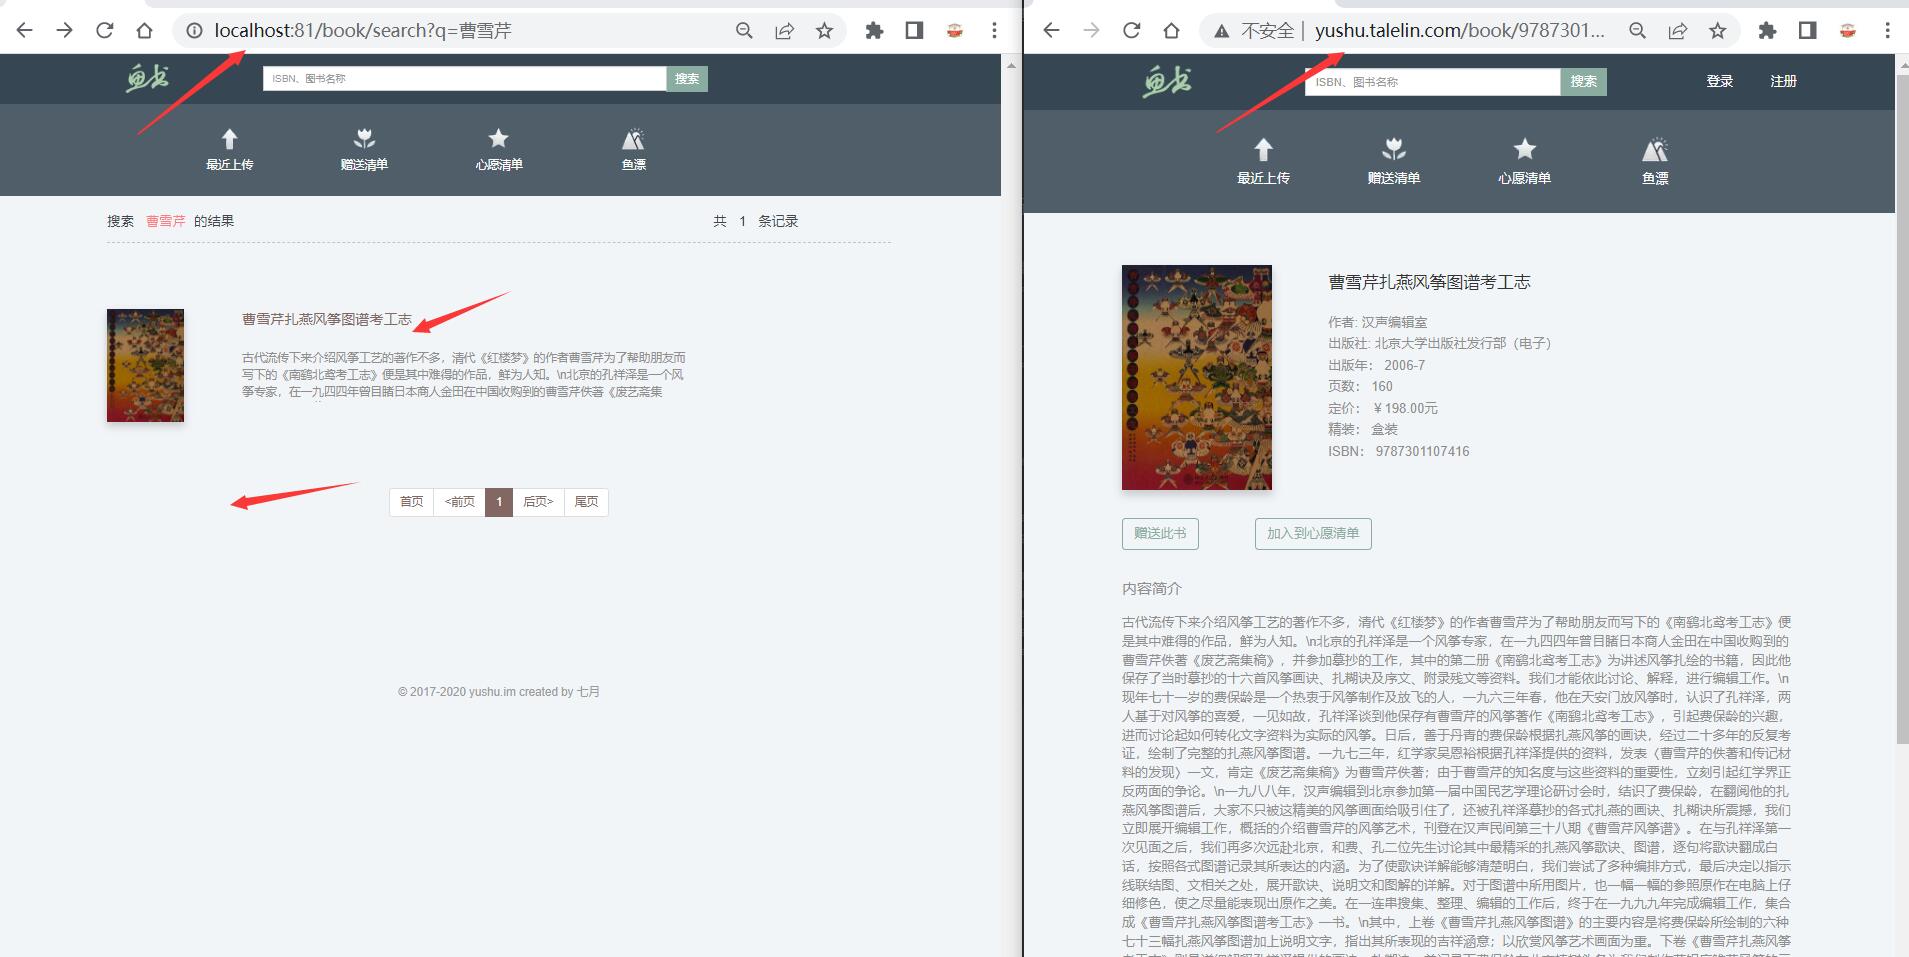 localhost:81/book/search?q=曹雪芹
鱼书
ISBN、图书名称
搜索
最近上传
赠送清单
心愿清单
鱼漂
搜索 曹雪芹 的结果
共 1 条记录
曹雪芹扎燕风筝图谱考工志
古代流传下来介绍风筝工艺的著作不多，清代《红楼梦》的作者曹雪芹为了帮助朋友而
写下的《南鹞北鸢考工志》便是其中难得的作品，鲜为人知。\n北京的孔祥泽是一个风
筝专家，在一九四四年曾目睹日本商人金田在中国收购到的曹雪芹佚著《废艺斋集
首页 <前页 1 后页> 尾页
© 2017-2020 yushu.im created by 七月
不安全 | yushu.talelin.com/book/9787301...
鱼书
ISBN、图书名称
搜索
登录
注册
最近上传
赠送清单
心愿清单
鱼漂
曹雪芹扎燕风筝图谱考工志
作者: 汉声编辑室
出版社: 北京大学出版社发行部（电子）
出版年： 2006-7
页数： 160
定价： ￥198.00元
精装： 盒装
ISBN： 9787301107416
赠送此书
加入到心愿清单
内容简介
古代流传下来介绍风筝工艺的著作不多，清代《红楼梦》的作者曹雪芹为了帮助朋友而写下的《南鹞北鸢考工志》便
是其中难得的作品，鲜为人知。\n北京的孔祥泽是一个风筝专家，在一九四四年曾目睹日本商人金田在中国收购到的
曹雪芹佚著《废艺斋集稿》，并参加摹抄的工作，其中的第二册《南鹞北鸢考工志》为讲述风筝扎绘的书籍，因此他
保存了当时摹抄的十六首风筝画诀、扎糊诀及序文、附录残文等资料。我们才能依此讨论、解释，进行编辑工作。\n
现年七十一岁的费保龄是一个热衷于风筝制作及放飞的人，一九六三年春，他在天安门放风筝时，认识了孔祥泽，两
人基于对风筝的喜爱，一见如故，孔祥泽谈到他保存有曹雪芹的风筝著作《南鹞北鸢考工志》，引起费保龄的兴趣，
进而讨论起如何转化文字资料为实际的风筝。日后，善于丹青的费保龄根据扎燕风筝的画诀，经过二十多年的反复考
证，绘制了完整的扎燕风筝图谱。一九七三年，红学家吴恩裕根据孔祥泽提供的资料，发表〈曹雪芹的佚著和传记材
料的发现〉一文，肯定《废艺斋集稿》为曹雪芹佚著；由于曹雪芹的知名度与这些资料的重要性，立刻引起红学界正
反两面的争论。\n一九八八年，汉声编辑到北京参加第一届中国民艺学理论研讨会时，结识了费保龄，在翻阅他的扎
燕风筝图谱后，大家不只被这精美的风筝画面给吸引住了，还被孔祥泽摹抄的各式扎燕的画诀、扎糊诀所震撼，我们
立即展开编辑工作，概括的介绍曹雪芹的风筝艺术，刊登在汉声民间第三十八期《曹雪芹风筝谱》。在与孔祥泽第一
次见面之后，我们再多次远赴北京，和费、孔二位先生讨论其中最精采的扎燕风筝歌诀、图谱，逐句将歌诀翻成白
话，按照各式图谱记录其所表达的内涵。为了使歌诀详解能够清楚明白，我们尝试了多种编排方式，最后决定以指示
线联结图、文相关之处，展开歌诀、说明文和图解的详解。对于图谱中所用图片，也一幅一幅的参照原作在电脑上仔
细修色，使之尽量能表现出原作之美。在一连串搜集、整理、编辑的工作后，终于在一九九九年完成编辑工作，集合
成《曹雪芹扎燕风筝图谱考工志》一书。\n其中，上卷《曹雪芹扎燕风筝图谱》的主要内容是将费保龄所绘制的六种
七十三幅扎燕风筝图谱加上说明文字，指出其所表现的吉祥涵意；以欣赏风筝艺术画面为重。下卷《曹雪芹扎燕风筝